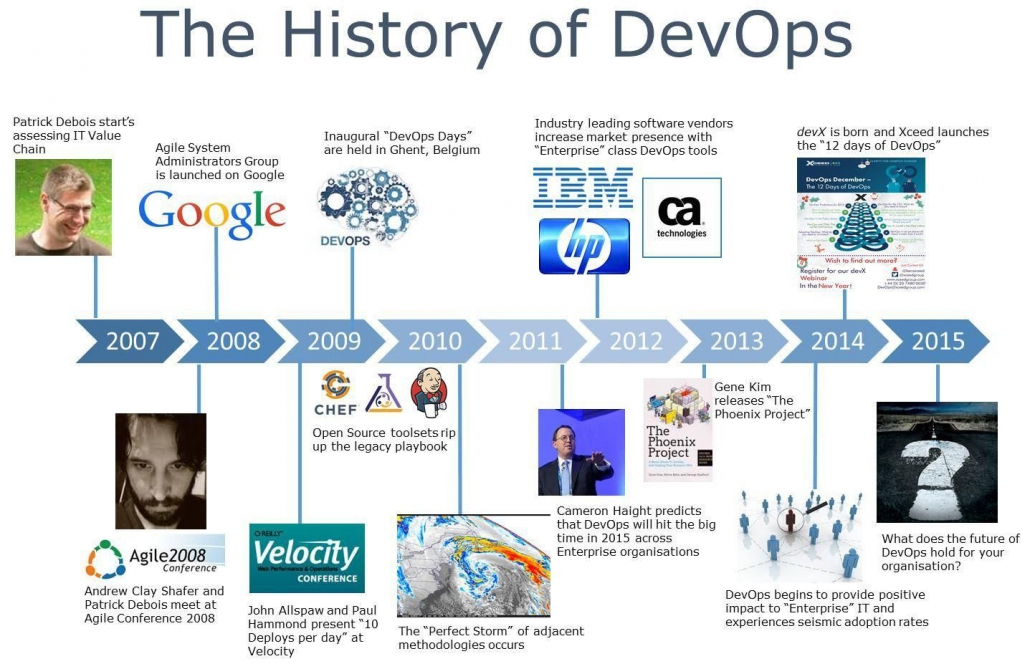 The History of DevOps
Patrick Debois start's
assessing IT Value
Chain
Agile System
Administrators Group
is launched on Google
Google
Inaugural “DevOps Days”
are held in Ghent, Belgium
DEVOPS
Industry leading software vendors
increase market presence with
“Enterprise” class DevOps tools
IBM
hp
ca
technologies
devX is born and Xceed launches
the “12 days of DevOps”
DevOps December –
The 12 Days of DevOps
Wish to find out more?
Register for our devX
Webinar
In the New Year!
2007
2008
2009
2010
2011
2012
2013
2014
2015
CHEF
Open Source toolsets rip
up the legacy playbook
The
Phoenix
Project
Gene Kim
releases “The
Phoenix Project”
Agile2008
Conference
Andrew Clay Shafer and
Patrick Debois meet at
Agile Conference 2008
O'REILLY
Velocity
Web Performance & Operations
CONFERENCE
John Allspaw and Paul
Hammond present “10
Deploys per day” at
Velocity
The “Perfect Storm” of adjacent
methodologies occurs
Cameron Haight predicts
that DevOps will hit the big
time in 2015 across
Enterprise organisations
DevOps begins to provide positive
impact to “Enterprise” IT and
experiences seismic adoption rates
?
What does the future of
DevOps hold for your
organisation?